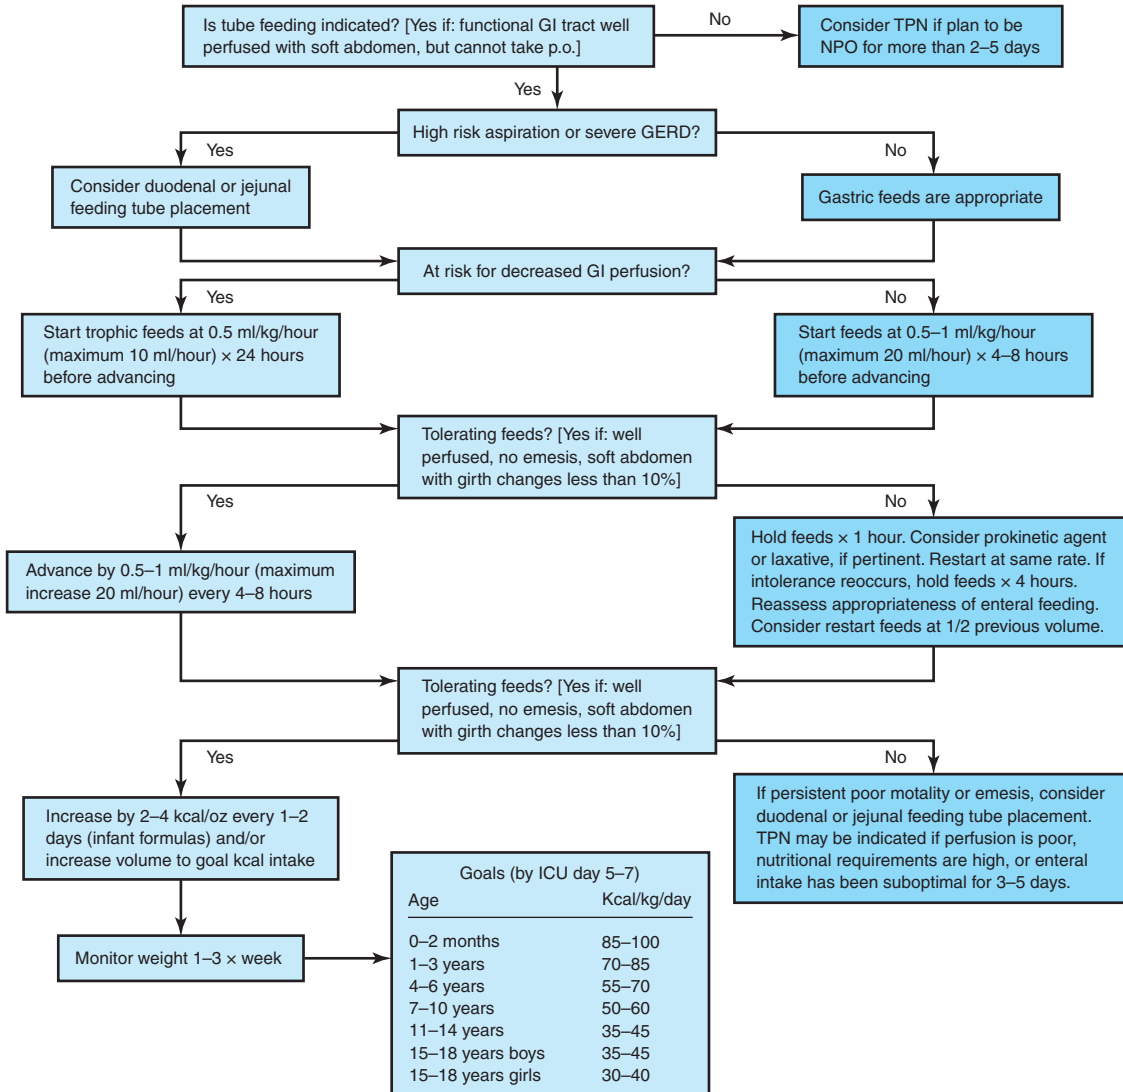 Is tube feeding indicated? [Yes if: functional GI tract well
perfused with soft abdomen, but cannot take p.o.]
No
Consider TPN if plan to be
NPO for more than 2–5 days
Yes
High risk aspiration or severe GERD?
Yes
No
Consider duodenal or jejunal
feeding tube placement
Gastric feeds are appropriate
At risk for decreased GI perfusion?
Yes
No
Start trophic feeds at 0.5 ml/kg/hour
(maximum 10 ml/hour) × 24 hours
before advancing
Start feeds at 0.5–1 ml/kg/hour
(maximum 20 ml/hour) × 4–8 hours
before advancing
Tolerating feeds? [Yes if: well
perfused, no emesis, soft abdomen
with girth changes less than 10%]
Yes
No
Advance by 0.5–1 ml/kg/hour (maximum
increase 20 ml/hour) every 4–8 hours
Hold feeds × 1 hour. Consider prokinetic agent
or laxative, if pertinent. Restart at same rate. If
intolerance reoccurs, hold feeds × 4 hours.
Reassess appropriateness of enteral feeding.
Consider restart feeds at 1/2 previous volume.
Tolerating feeds? [Yes if: well
perfused, no emesis, soft abdomen
with girth changes less than 10%]
Yes
No
Increase by 2–4 kcal/oz every 1–2
days (infant formulas) and/or
increase volume to goal kcal intake
If persistent poor motality or emesis, consider
duodenal or jejunal feeding tube placement.
TPN may be indicated if perfusion is poor,
nutritional requirements are high, or enteral
intake has been suboptimal for 3–5 days.
Monitor weight 1–3 × week
Goals (by ICU day 5–7)
Age Kcal/kg/day
0–2 months 85–100
1–3 years 70–85
4–6 years 55–70
7–10 years 50–60
11–14 years 35–45
15–18 years boys 35–45
15–18 years girls 30–40